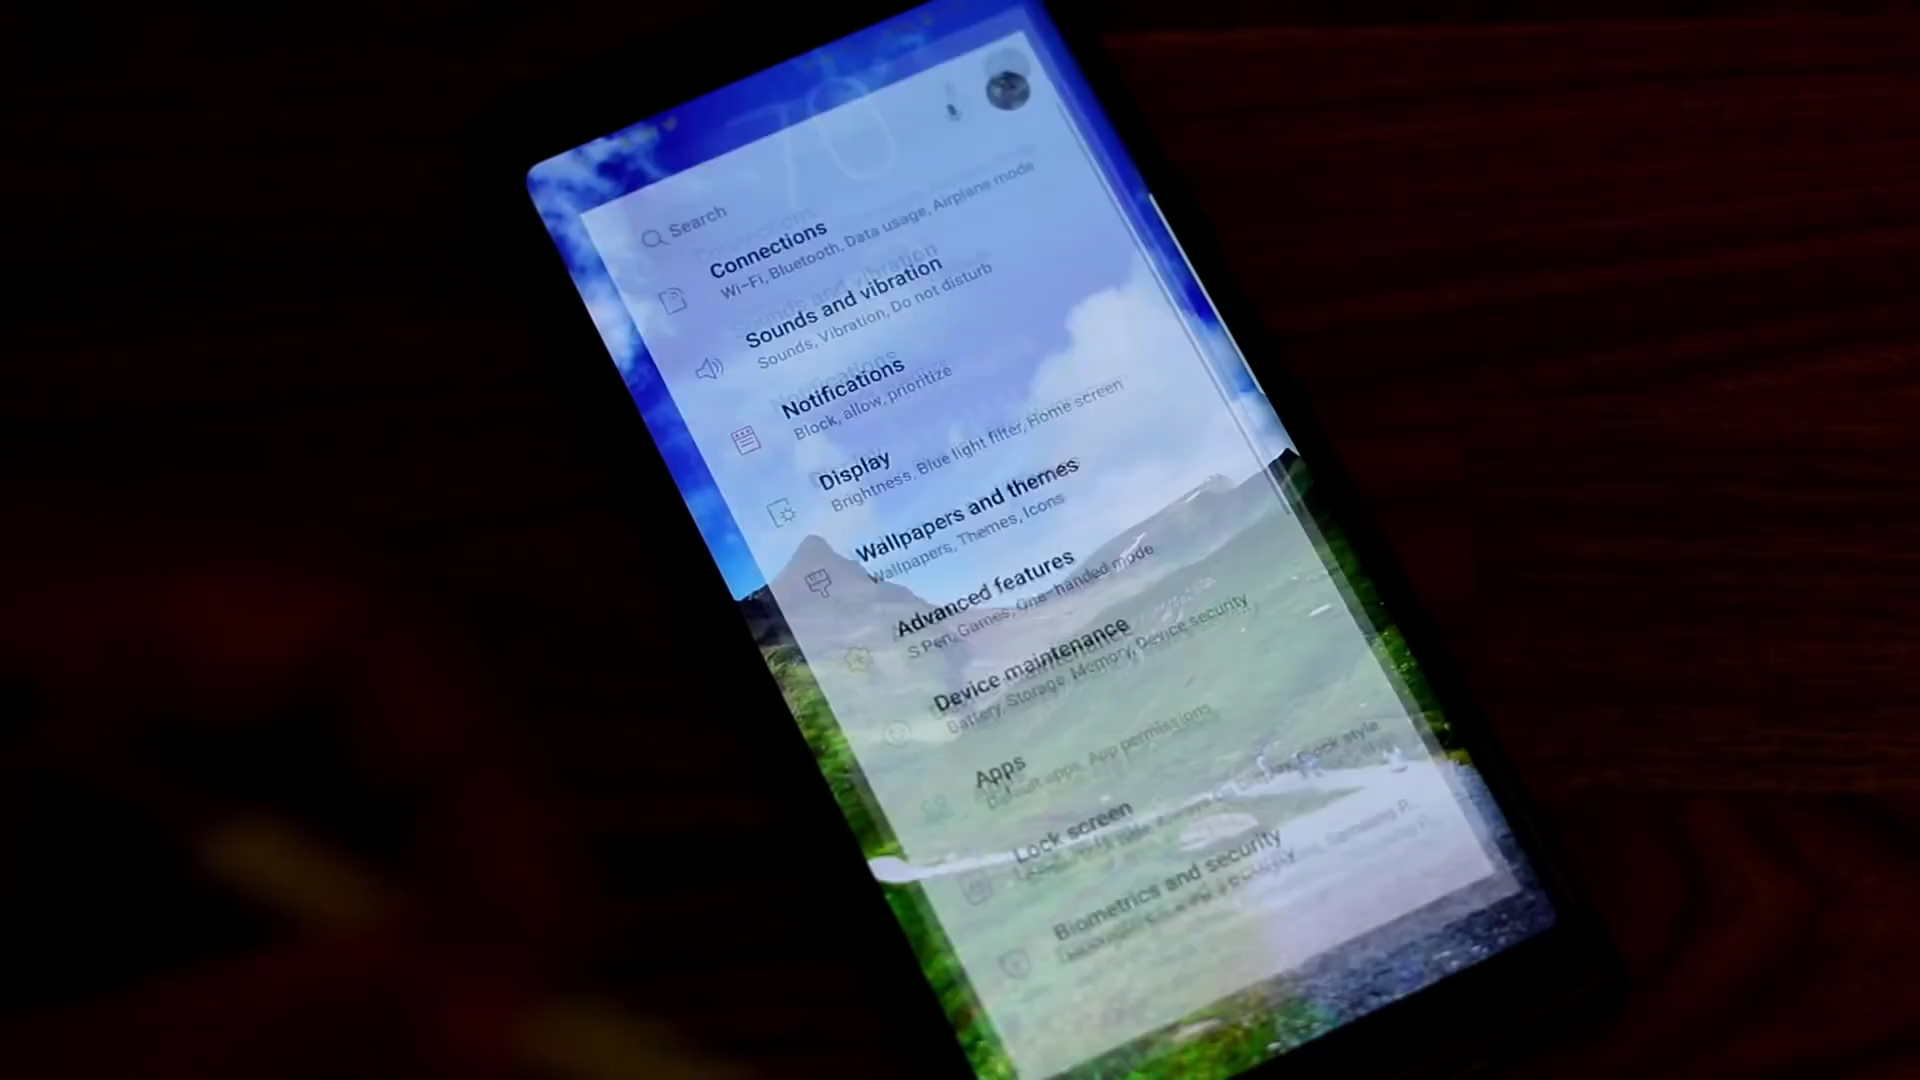 Search
Connections
Wi-Fi, Bluetooth, Data usage, Airplane mode
Sounds and vibration
Sounds, Vibration, Do not disturb
Notifications
Block, allow, prioritize
Display
Brightness, Blue light filter, Home screen
Wallpapers and themes
Wallpapers, Themes, Icons
Advanced features
S Pen, Games, One-handed mode
Device maintenance
Battery, Storage, Memory, Device security
Apps
Default apps, App permissions
Lock screen
Clock style
Biometrics and security
Samsung P...